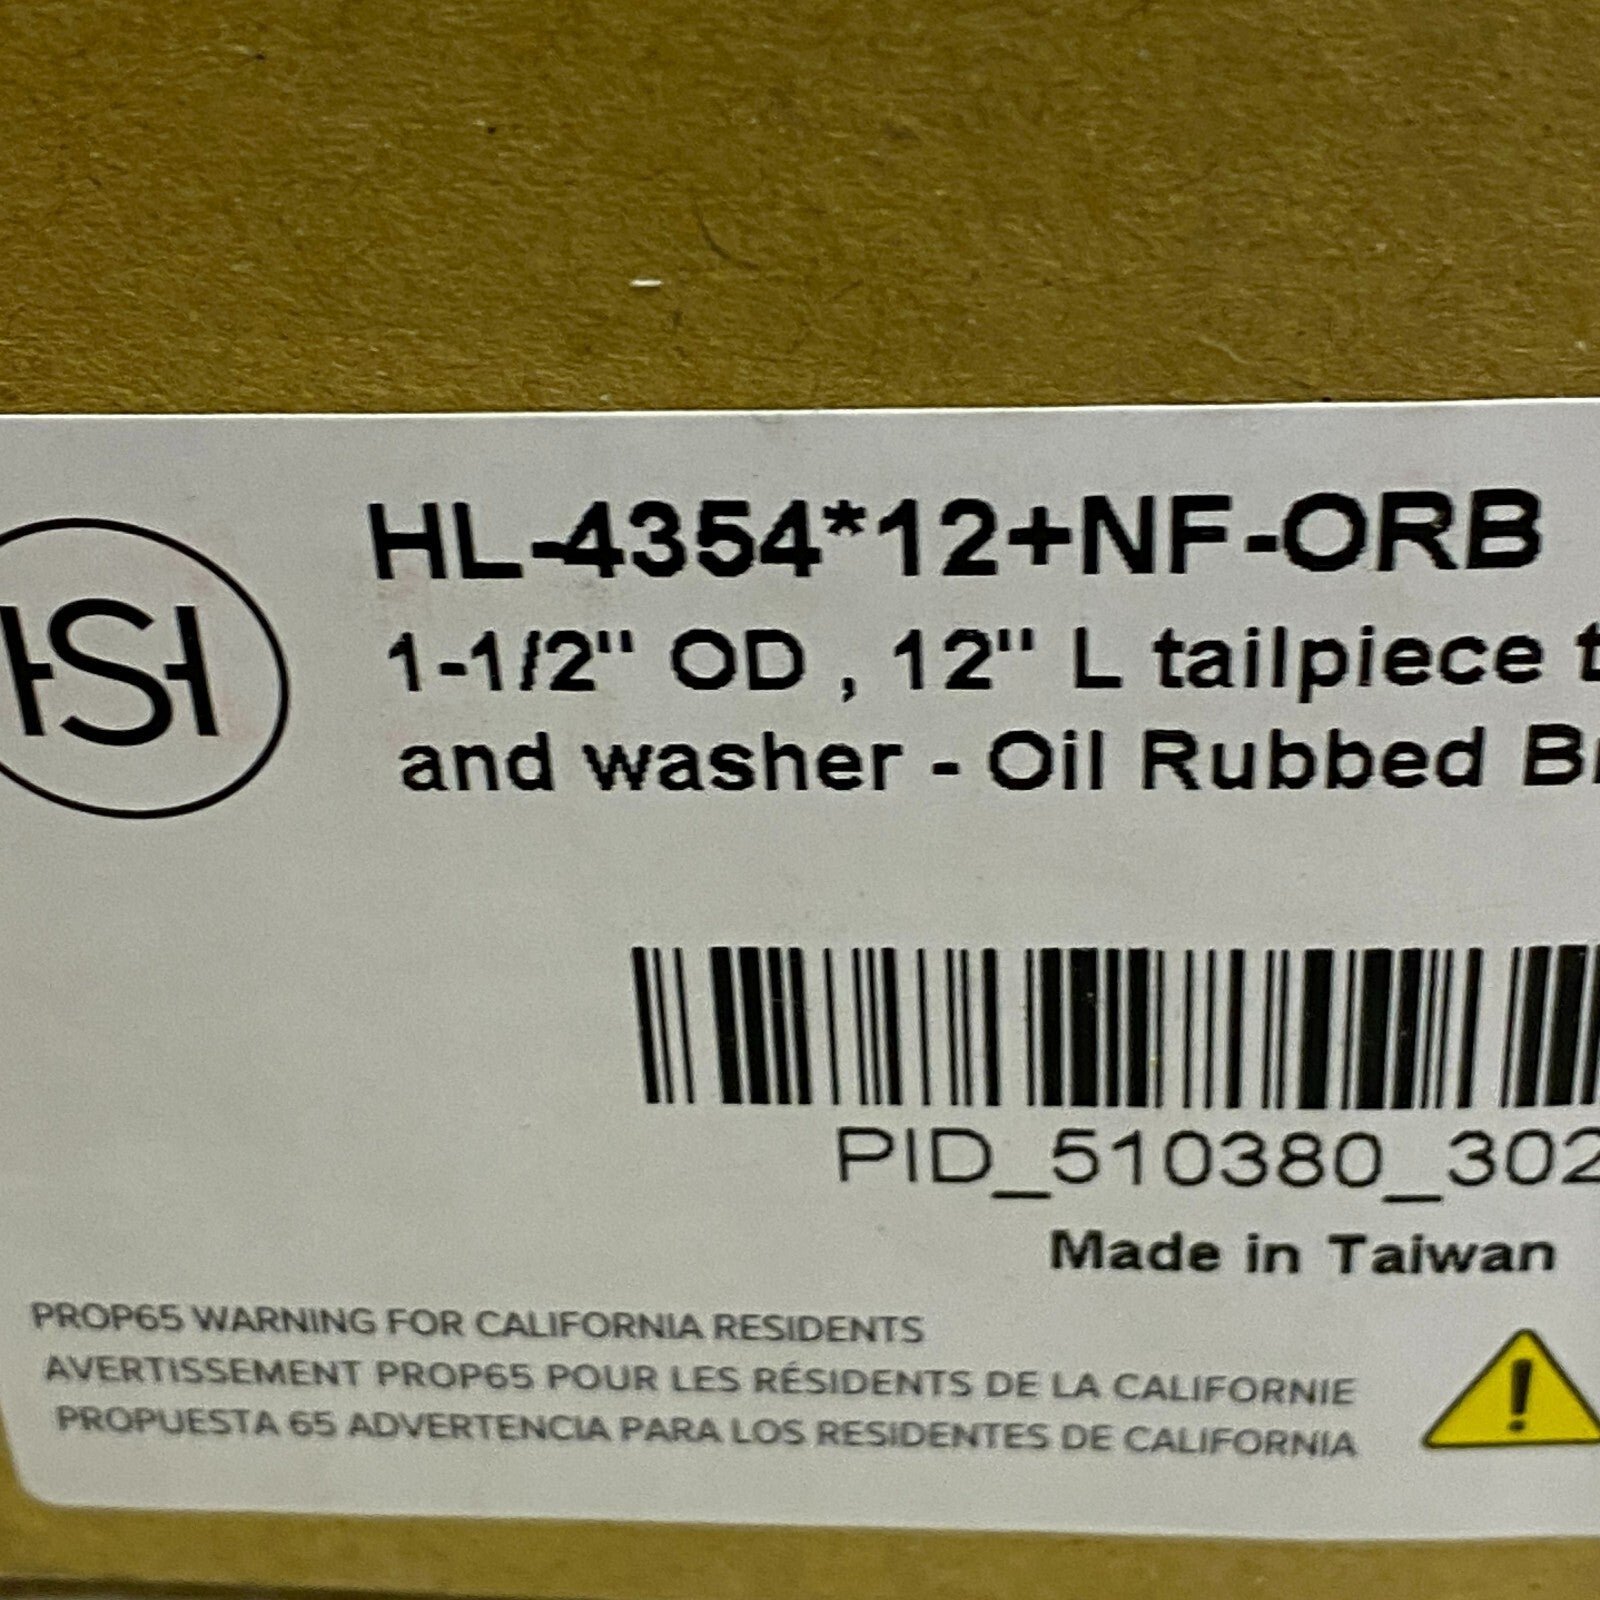 HSH
HL-4354*12+NF-ORB
1-1/2" OD , 12" L tailpiece
and washer - Oil Rubbed
PID_510380_302
Made in Taiwan
PROP65 WARNING FOR CALIFORNIA RESIDENTS
AVERTISSEMENT PROP65 POUR LES RÉSIDENTS DE LA CALIFORNIE
PROPUESTA 65 ADVERTENCIA PARA LOS RESIDENTES DE CALIFORNIA